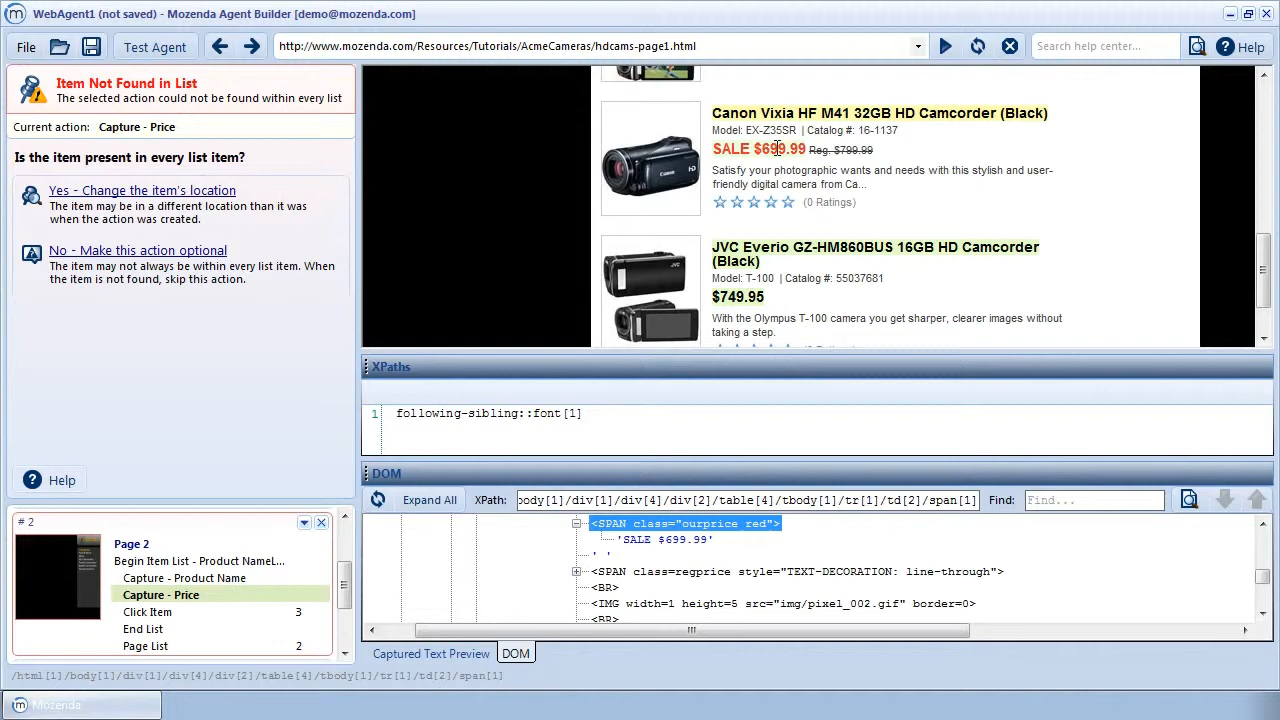 WebAgent1 (not saved) - Mozenda Agent Builder [demo@mozenda.com]
File Test Agent http://www.mozenda.com/Resources/Tutorials/AcmeCameras/hdcams-page1.html Search help center... Help
Item Not Found in List
The selected action could not be found within every list
Current action: Capture - Price
Is the item present in every list item?
Yes - Change the item's location
The item may be in a different location than it was
when the action was created.
No - Make this action optional
The item may not always be within every list item. When
the item is not found, skip this action.
Help
Canon Vixia HF M41 32GB HD Camcorder (Black)
Model: EX-Z35SR | Catalog #: 16-1137
SALE $699.99 Reg. $799.99
Satisfy your photographic wants and needs with this stylish and user-
friendly digital camera from Ca...
(0 Ratings)
JVC Everio GZ-HM860BUS 16GB HD Camcorder
(Black)
Model: T-100 | Catalog #: 55037681
$749.95
With the Olympus T-100 camera you get sharper, clearer images without
taking a step.
XPaths
1 following-sibling::font[1]
DOM
Expand All XPath: body[1]/div[1]/div[4]/div[2]/table[4]/tbody[1]/tr[1]/td[2]/span[1] Find: Find...
<SPAN class="ourprice red">
'SALE $699.99'
' '
<SPAN class=regprice style="TEXT-DECORATION: line-through">
<BR>
<IMG width=1 height=5 src="img/pixel_002.gif" border=0>
<BR>
Captured Text Preview DOM
# 2
Page 2
Begin Item List - ProductNameL...
Capture - Product Name
Capture - Price
Click Item 3
End List
Page List 2
/html[1]/body[1]/div[1]/div[4]/div[2]/table[4]/tbody[1]/tr[1]/td[2]/span[1]
Mozenda